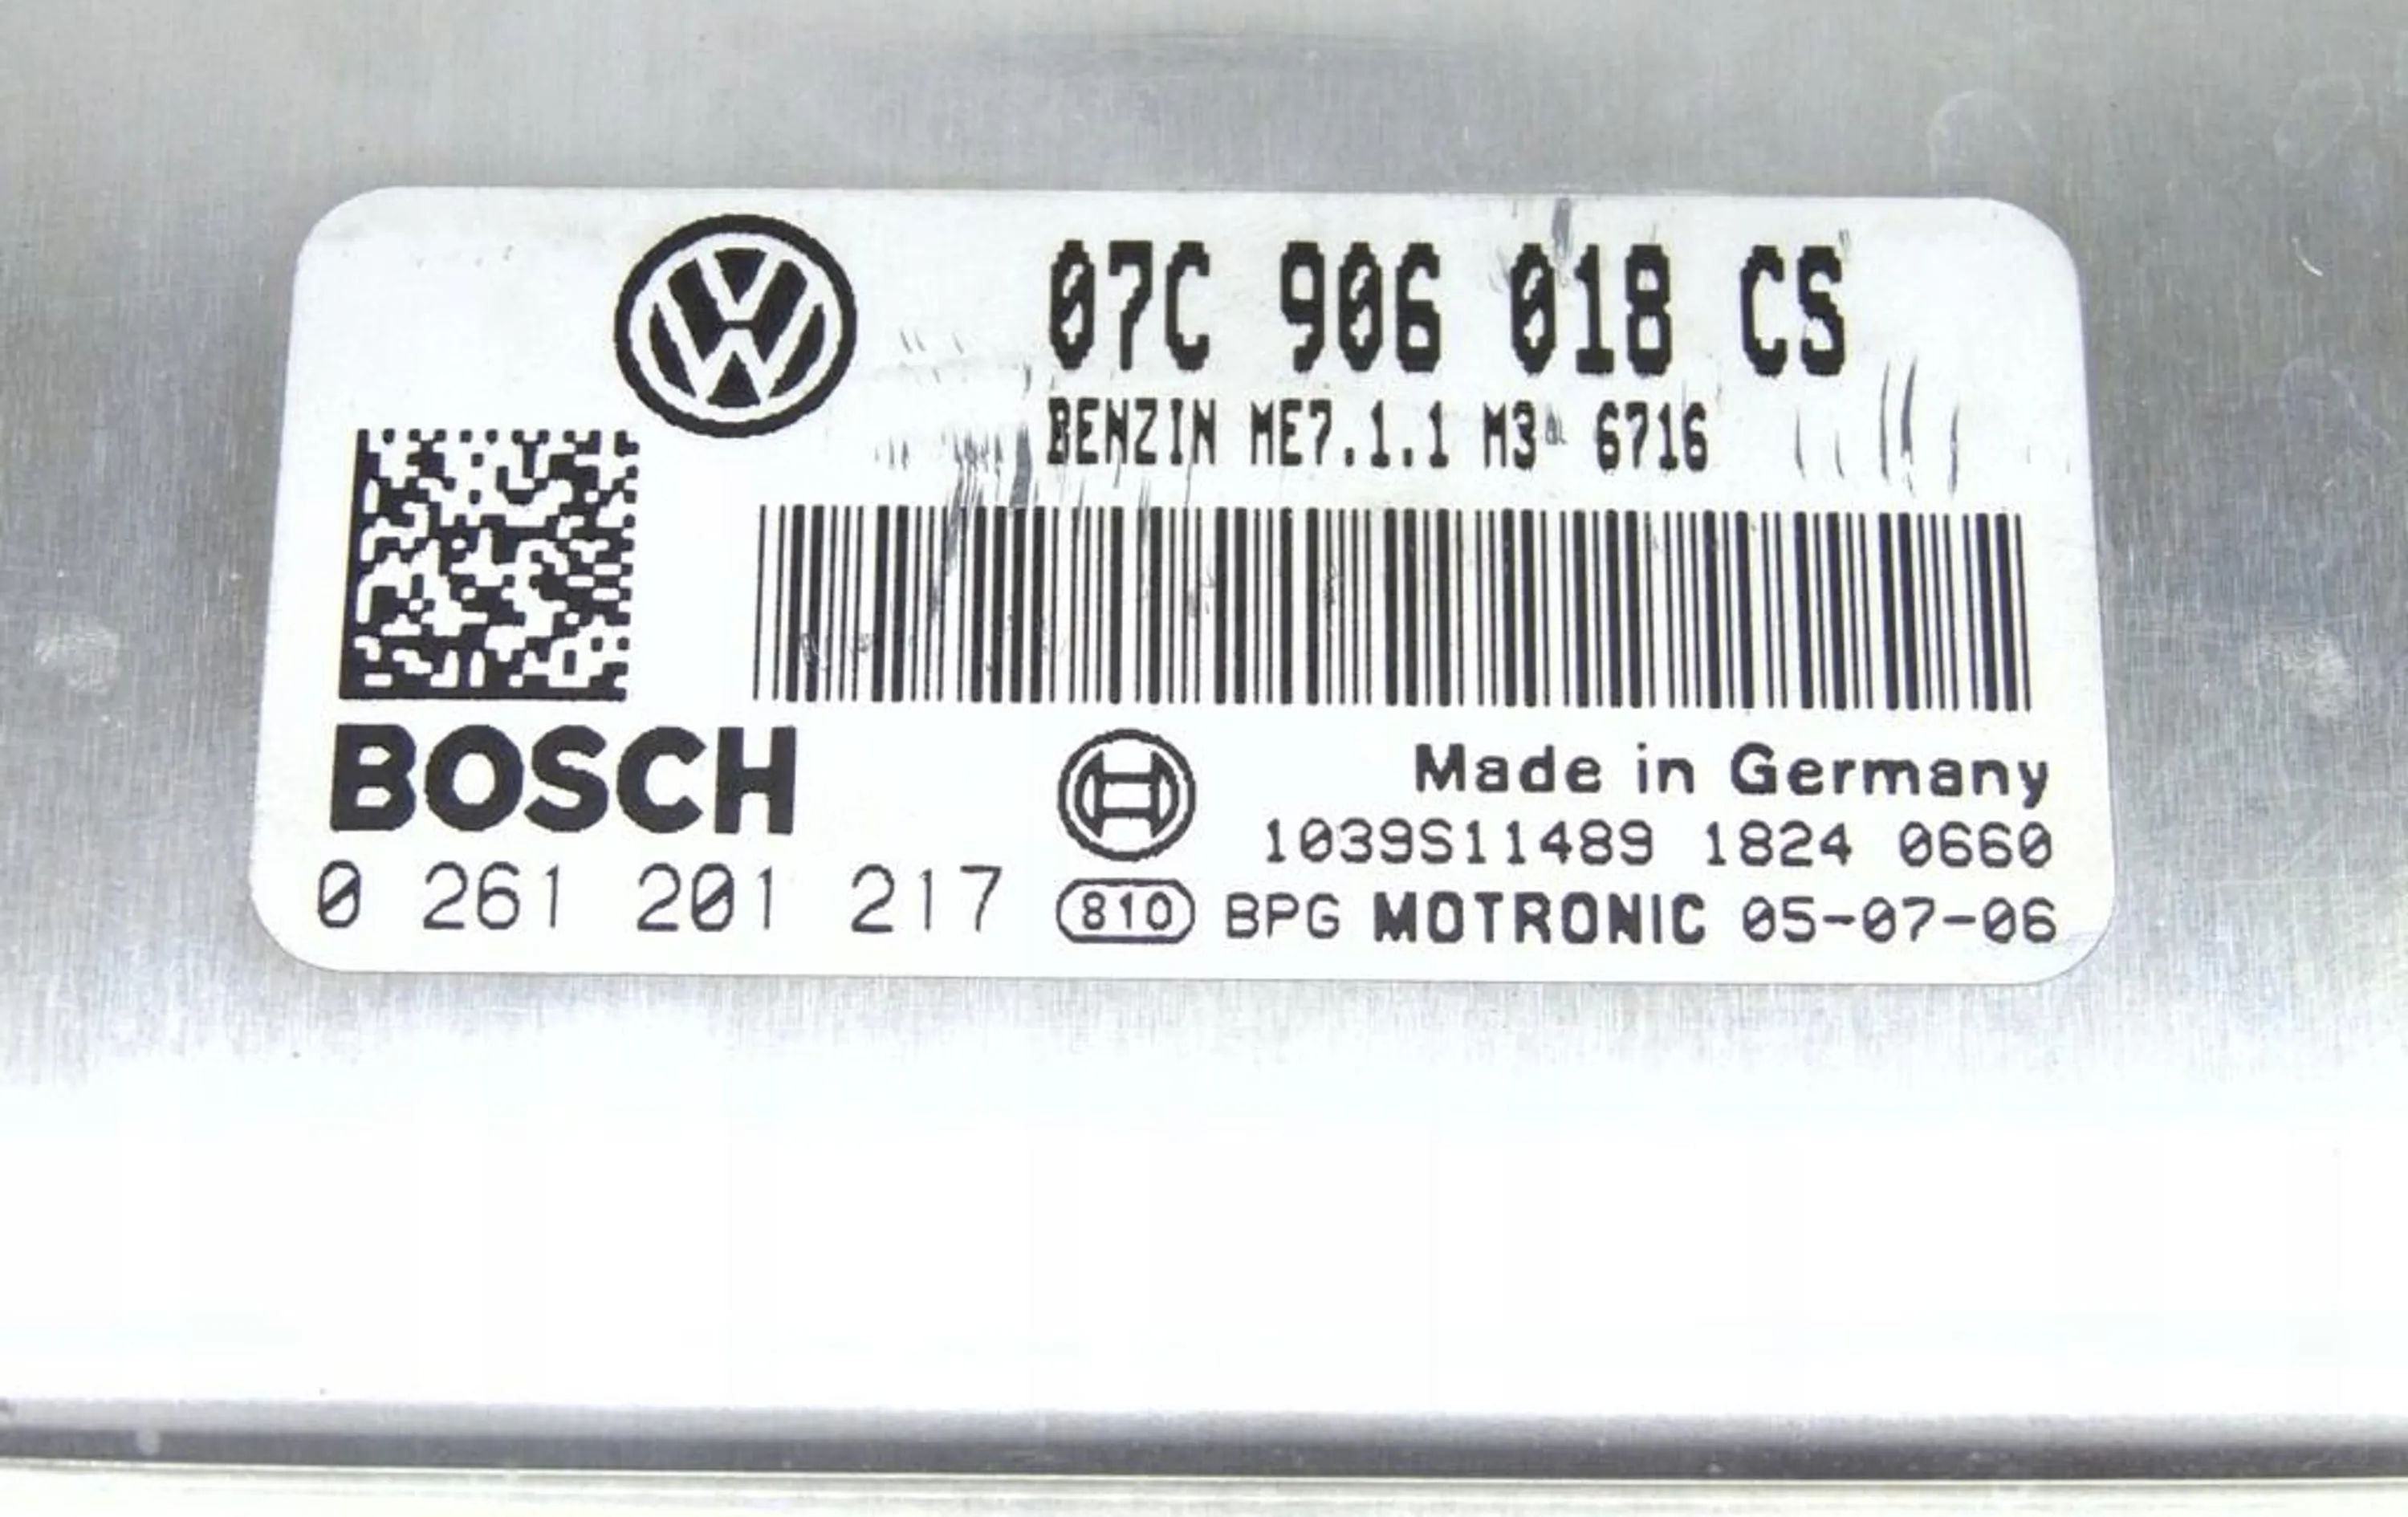 07C 906 018 CS
BENZIN ME7.1.1 M3 6716
BOSCH
Made in Germany
1039S11489 1824 0660
0 261 201 217
810 BPG MOTRONIC 05-07-06